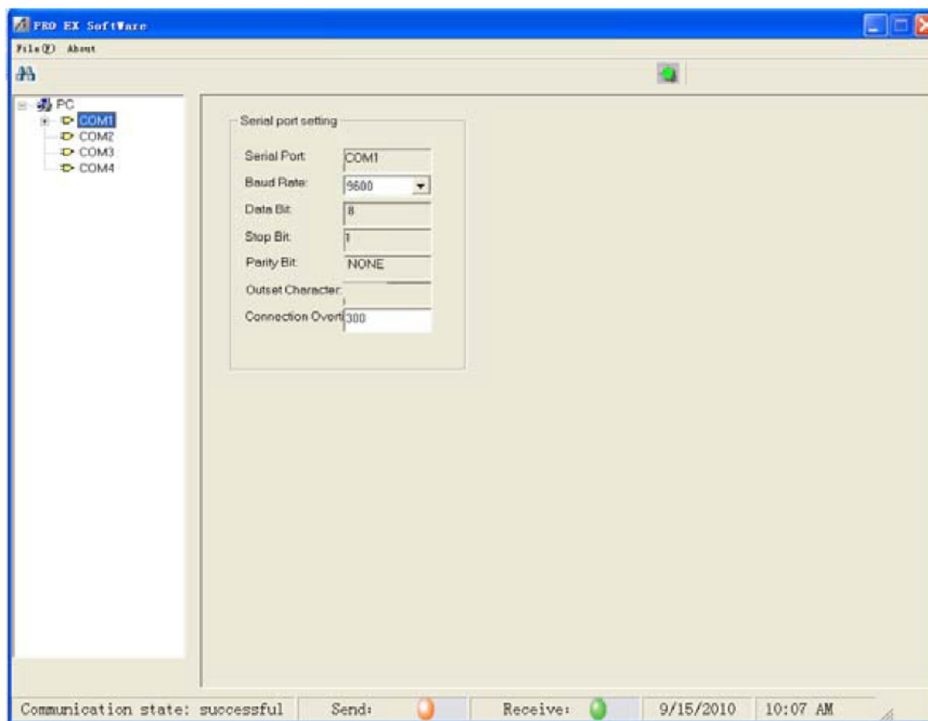 PRO EX SoftWare
File(F) About
PC
COM1
COM2
COM3
COM4
Serial port setting
Serial Port: COM1
Baud Rate: 9600
Data Bit: 8
Stop Bit: 1
Parity Bit: NONE
Outset Character:
Connection Overti 300
Communication state: successful Send: Receive: 9/15/2010 10:07 AM